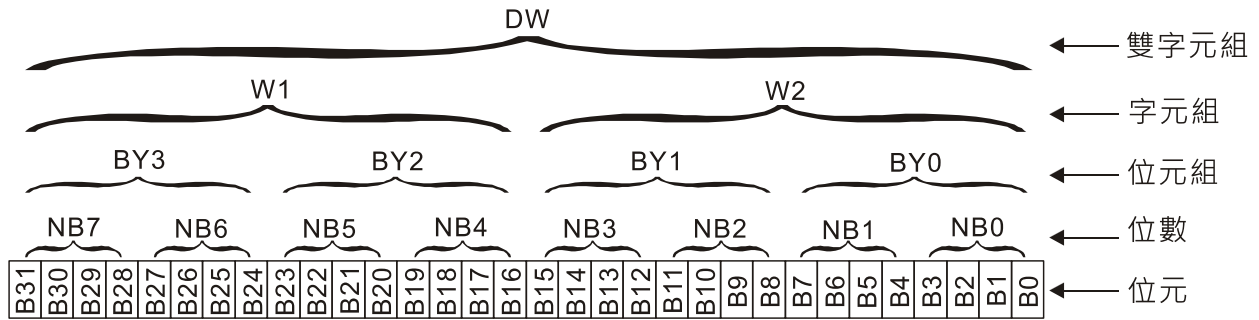 DW
雙字元組
W1 W2
字元組
BY3 BY2 BY1 BY0
位元組
NB7 NB6 NB5 NB4 NB3 NB2 NB1 NB0
位數
B31 B30 B29 B28 B27 B26 B25 B24 B23 B22 B21 B20 B19 B18 B17 B16 B15 B14 B13 B12 B11 B10 B9 B8 B7 B6 B5 B4 B3 B2 B1 B0
位元